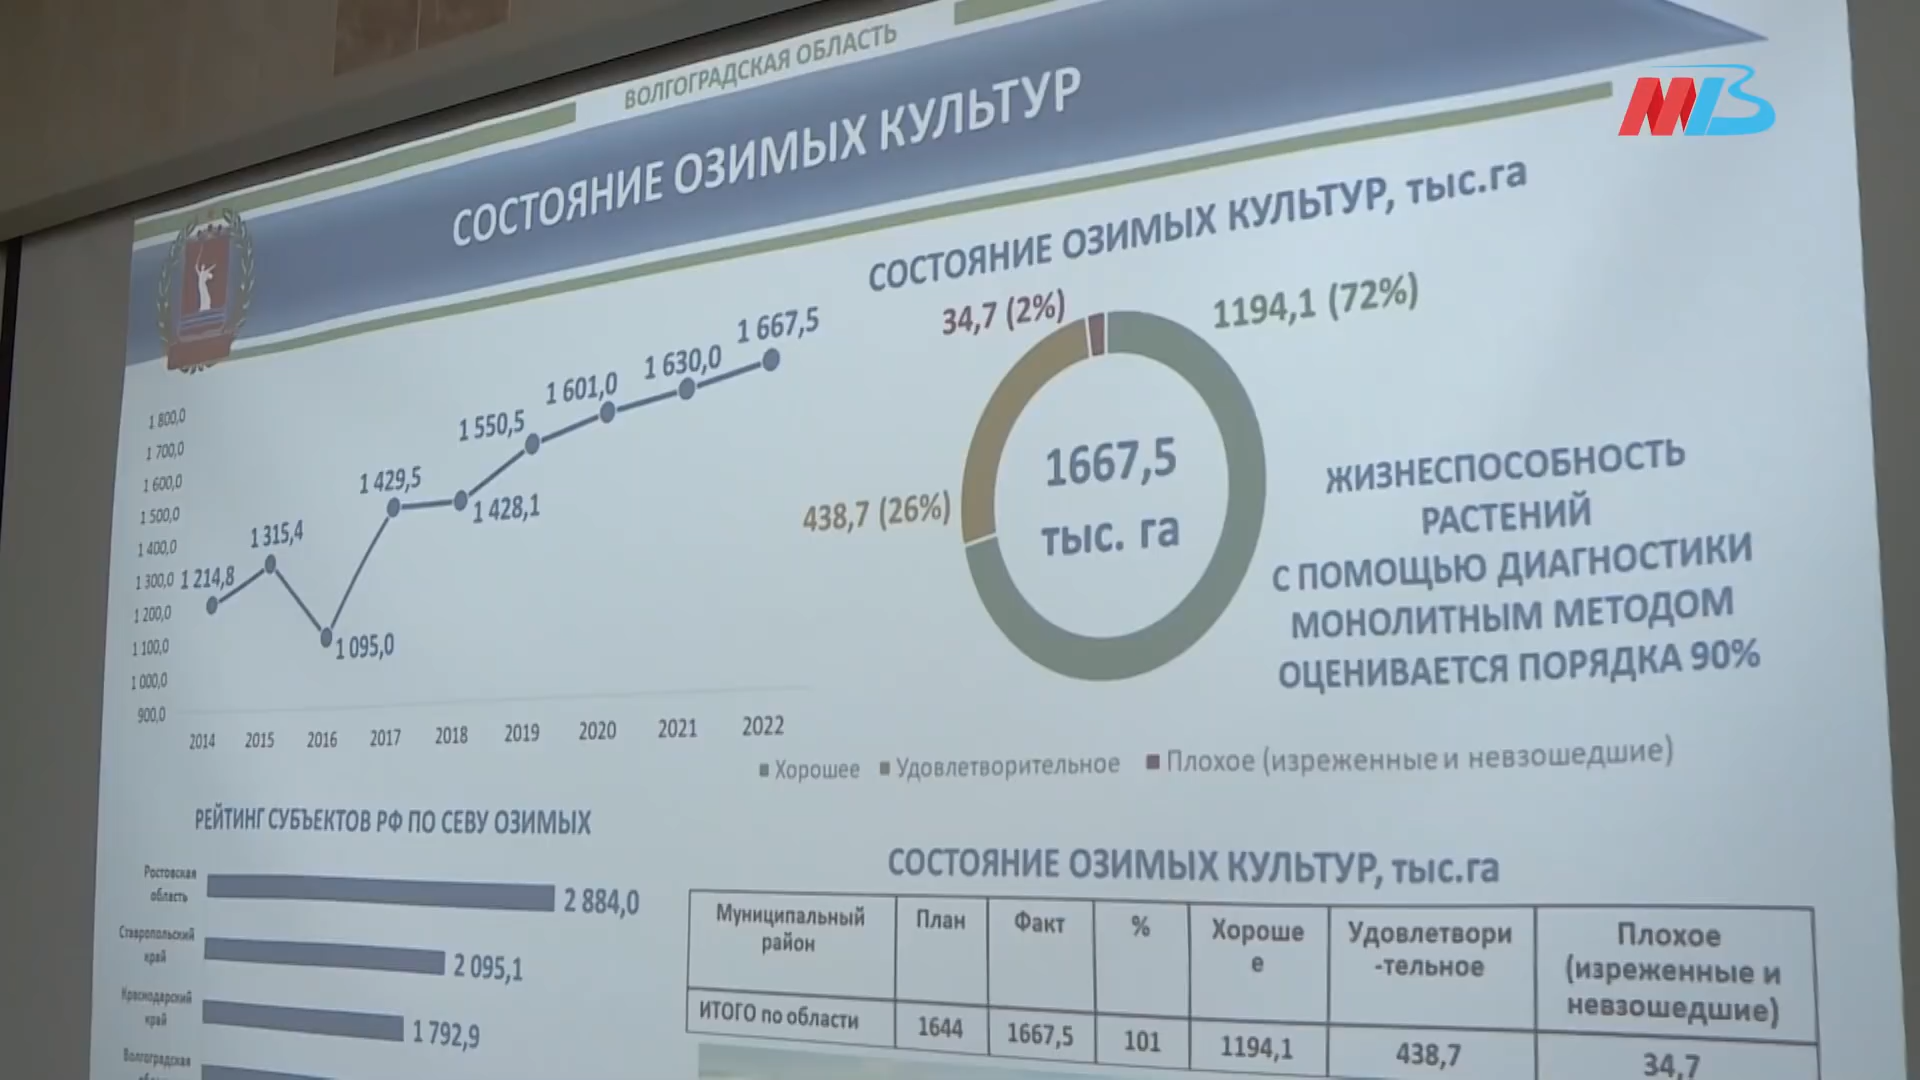 ВОЛГОГРАДСКАЯ ОБЛАСТЬ
СОСТОЯНИЕ ОЗИМЫХ КУЛЬТУР
МВ
1 800,0
1 700,0
1 600,0
1 500,0
1 400,0
1 300,0
1 200,0
1 100,0
1 000,0
900,0
1 214,8
1 315,4
1 095,0
1 429,5
1 428,1
1 550,5
1 601,0
1 630,0
1 667,5
2014 2015 2016 2017 2018 2019 2020 2021 2022
СОСТОЯНИЕ ОЗИМЫХ КУЛЬТУР, тыс.га
34,7 (2%)
1194,1 (72%)
438,7 (26%)
1667,5
тыс. га
ЖИЗНЕСПОСОБНОСТЬ
РАСТЕНИЙ
С ПОМОЩЬЮ ДИАГНОСТИКИ
МОНОЛИТНЫМ МЕТОДОМ
ОЦЕНИВАЕТСЯ ПОРЯДКА 90%
Хорошее Удовлетворительное Плохое (изреженные и невзошедшие)
РЕЙТИНГ СУБЪЕКТОВ РФ ПО СЕВУ ОЗИМЫХ
Ростовская
область
2 884,0
Ставропольский
край
2 095,1
Краснодарский
край
1 792,9
Волгоградская
СОСТОЯНИЕ ОЗИМЫХ КУЛЬТУР, тыс.га
Муниципальный
район
План
Факт
%
Хороше
е
Удовлетвори
-тельное
Плохое
(изреженные и
невзошедшие)
ИТОГО по области 1644 1667,5 101 1194,1 438,7 34,7